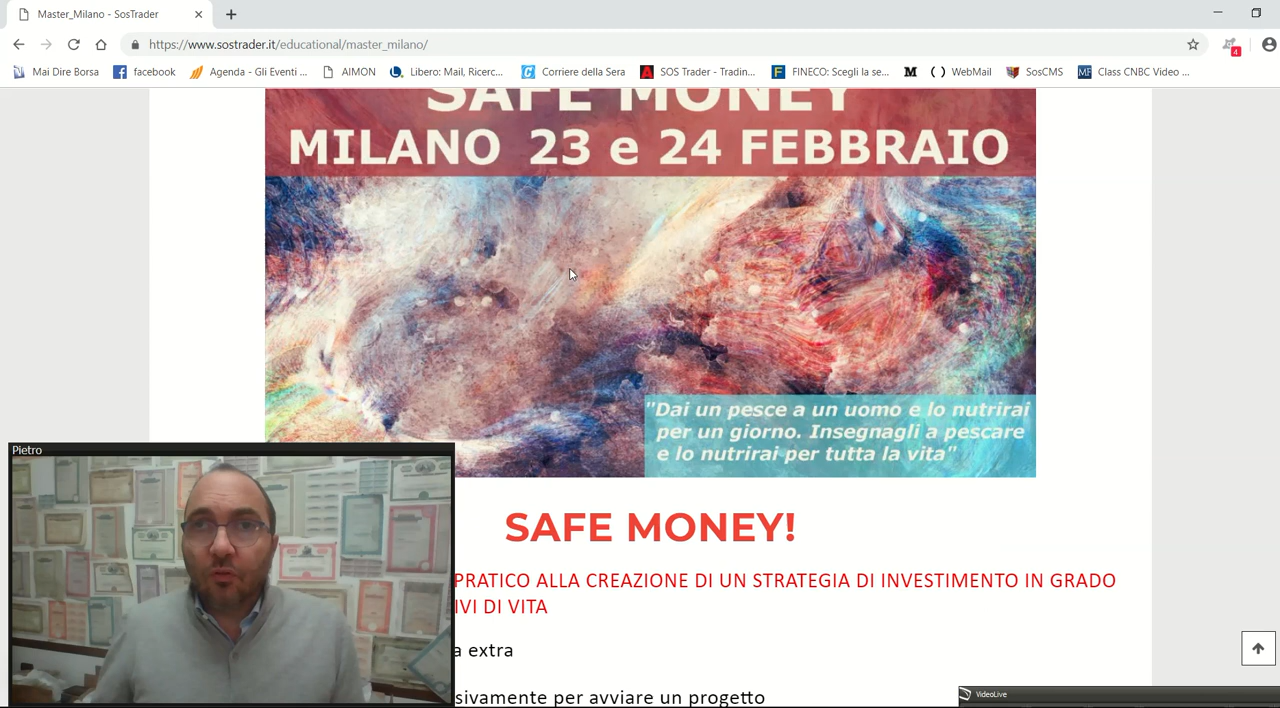 Master_Milano - SosTrader
https://www.sostrader.it/educational/master_milano/
4
Mai Dire Borsa
facebook
Agenda - Gli Eventi ...
AIMON
Libero: Mail, Ricerc...
Corriere della Sera
SOS Trader - Tradin...
FINECO: Scegli la se...
M
WebMail
SosCMS
Class CNBC Video ...
SAFE MONEY
MILANO 23 e 24 FEBBRAIO
"Dai un pesce a un uomo e lo nutrirai
per un giorno. Insegnagli a pescare
e lo nutrirai per tutta la vita"
Pietro
SAFE MONEY!
PRATICO ALLA CREAZIONE DI UN STRATEGIA DI INVESTIMENTO IN GRADO
IVI DI VITA
a extra
sivamente per avviare un progetto
VideoLive